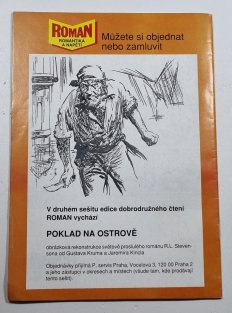 ROMAN
ROMANTIKA
A NAPĚTÍ
Můžete si objednat
nebo zamluvit
V druhém sešitu edice dobrodružného čtení
ROMAN vychází
POKLAD NA OSTROVĚ
obrázková rekonstrukce světově proslulého románu R.L. Steven-
sona od Gustava Kruma a Jaromíra Kincla
Objednávky přijímá P. servis Praha, Vocelova 3, 120 00 Praha 2
a jeho zástupci v okresech a místech (všude tam, kde prodávají
tento sešit).